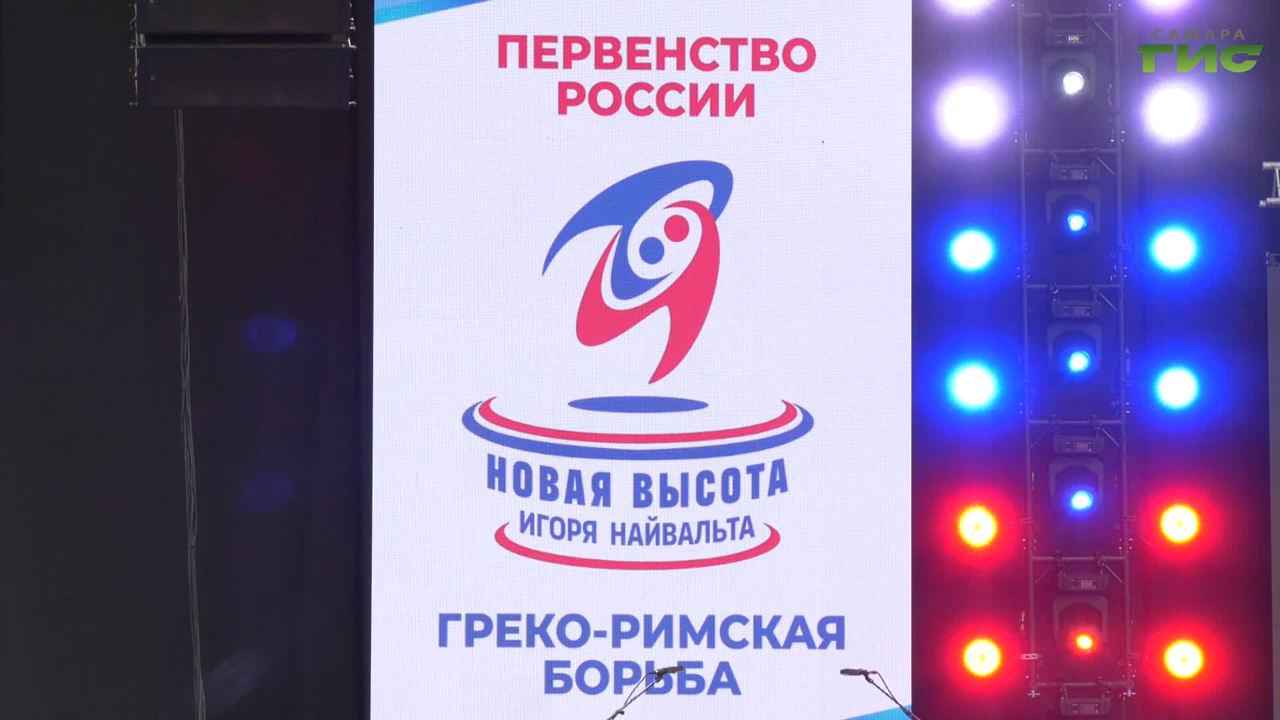 ПЕРВЕНСТВО
РОССИИ
НОВАЯ ВЫСОТА
ИГОРЯ НАЙВАЛЬТА
ГРЕКО-РИМСКАЯ
БОРЬБА
САМАРА
ГИС